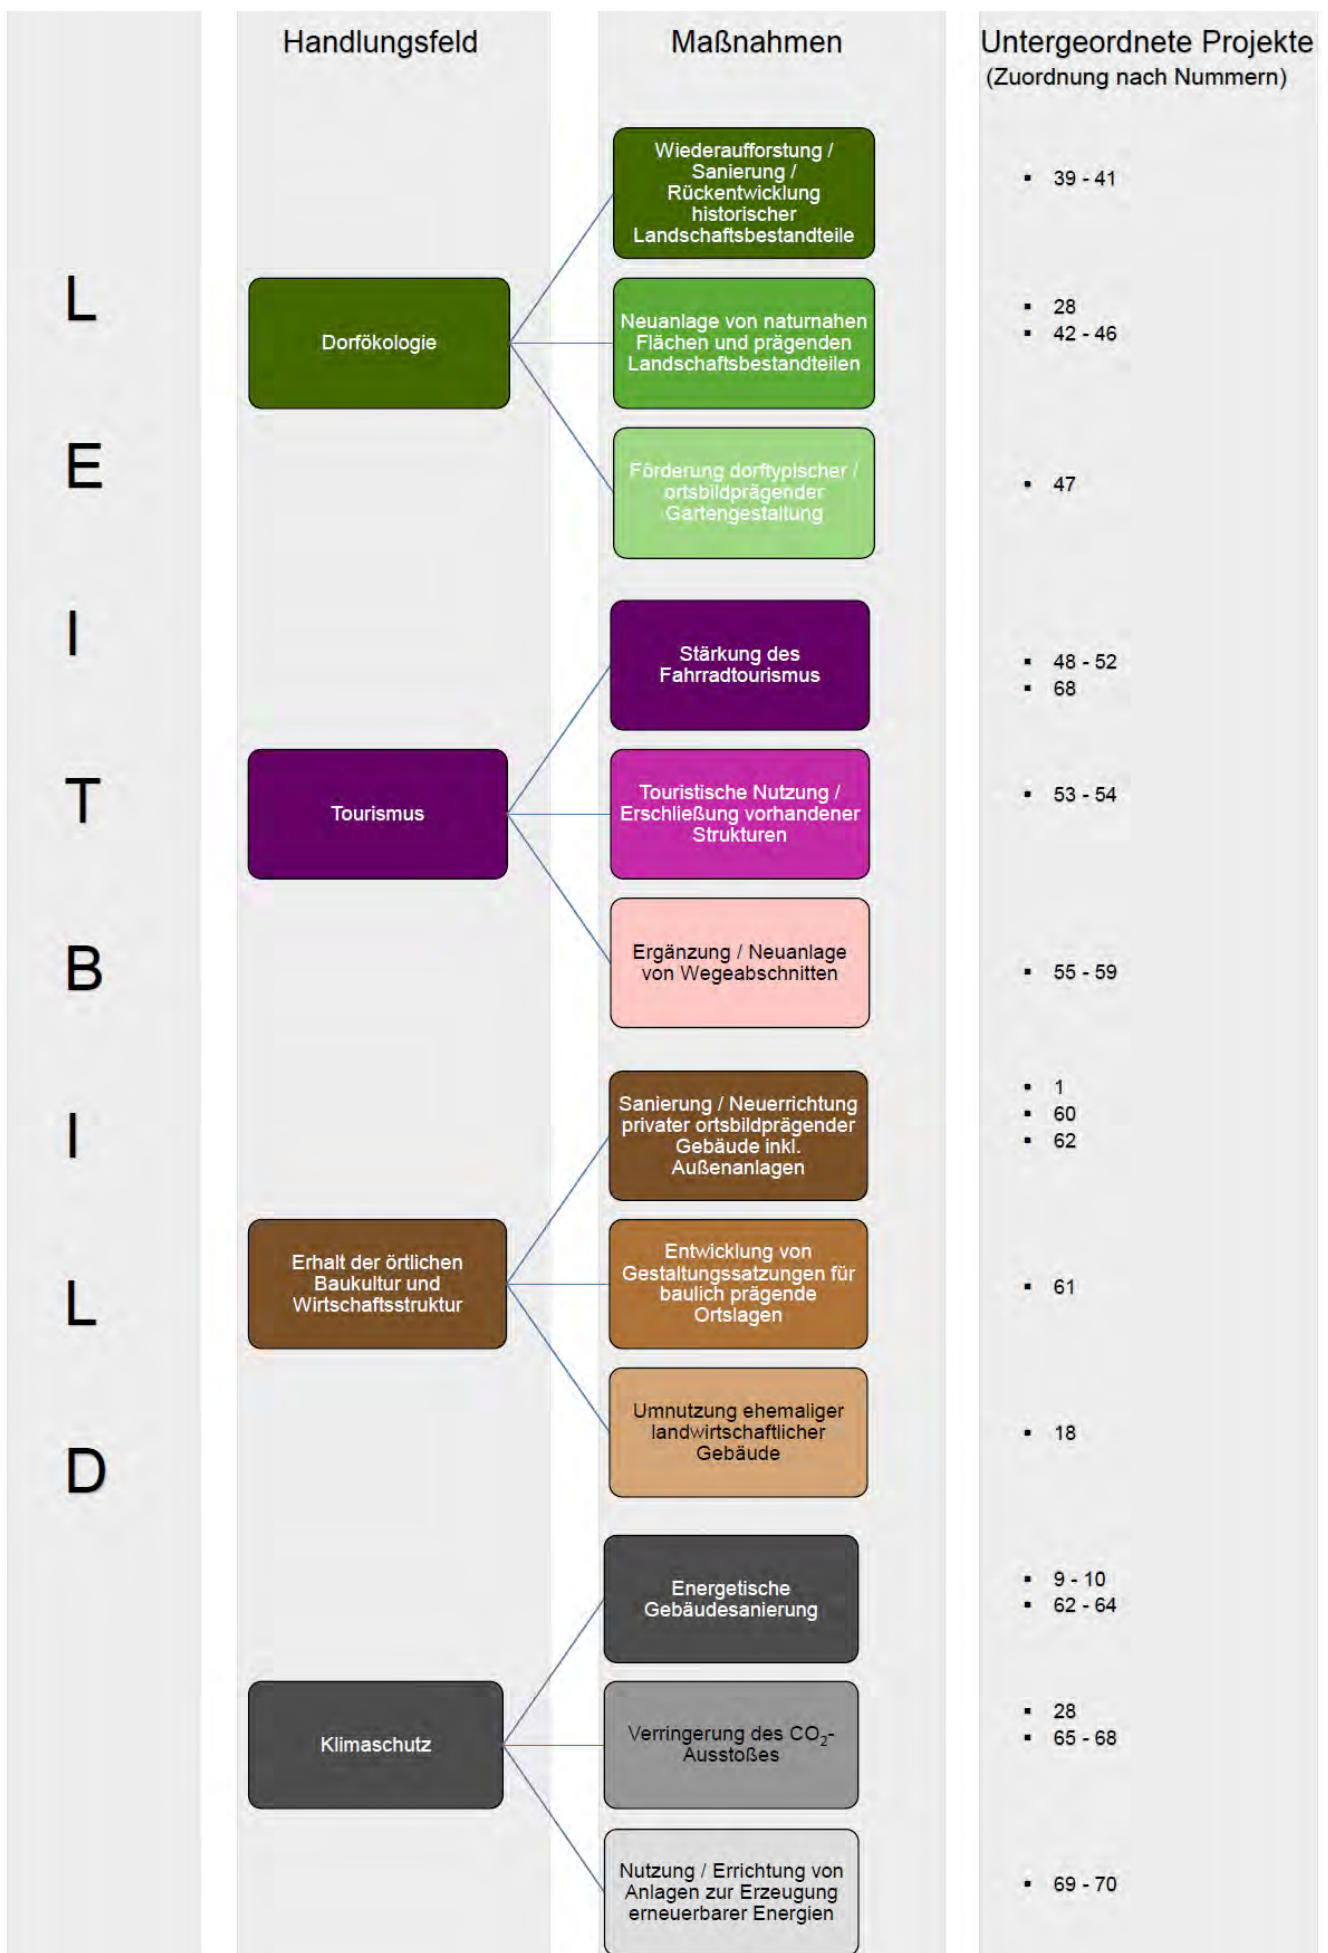 Handlungsfeld
Maßnahmen
Untergeordnete Projekte
(Zuordnung nach Nummern)
L
E
I
T
B
I
L
D
Dorfökologie
Wiederaufforstung /
Sanierung /
Rückentwicklung
historischer
Landschaftsbestandteile
▪ 39 - 41
Neuanlage von naturnahen
Flächen und prägenden
Landschaftsbestandteilen
▪ 28
▪ 42 - 46
Förderung dorftypischer /
ortsbildprägender
Gartengestaltung
▪ 47
Tourismus
Stärkung des
Fahrradtourismus
▪ 48 - 52
▪ 68
Touristische Nutzung /
Erschließung vorhandener
Strukturen
▪ 53 - 54
Ergänzung / Neuanlage
von Wegeabschnitten
▪ 55 - 59
Erhalt der örtlichen
Baukultur und
Wirtschaftsstruktur
Sanierung / Neuerrichtung
privater ortsbildprägender
Gebäude inkl.
Außenanlagen
▪ 1
▪ 60
▪ 62
Entwicklung von
Gestaltungssatzungen für
baulich prägende
Ortslagen
▪ 61
Umnutzung ehemaliger
landwirtschaftlicher
Gebäude
▪ 18
Klimaschutz
Energetische
Gebäudesanierung
▪ 9 - 10
▪ 62 - 64
Verringerung des CO₂-
Ausstoßes
▪ 28
▪ 65 - 68
Nutzung / Errichtung von
Anlagen zur Erzeugung
erneuerbarer Energien
▪ 69 - 70